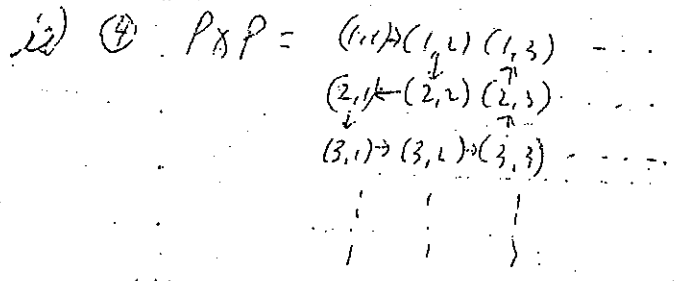 ii) ④ P×P = (1,1)→(1,2) (1,3) - - -
↓ ↑
(2,1)←(2,2) (2,3) . . .
↓ ↑
(3,1)→(3,2)→(3,3) - - - -